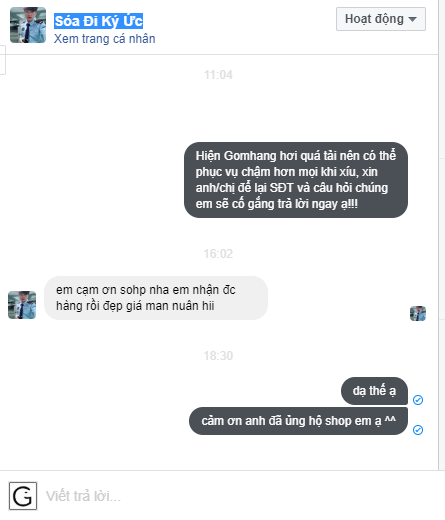 Sóa Đi Ký Ức
Hoạt động
Xem trang cá nhân
11:04
Hiện Gomhang hơi quá tải nên có thể
phục vụ chậm hơn mọi khi xíu, xin
anh/chị để lại SĐT và câu hỏi chúng
em sẽ cố gắng trả lời ngay ạ!!!
16:02
em cạm ơn sohp nha em nhận đc
hàng rồi đẹp giá man nuân hii
18:30
dạ thế ạ
cảm ơn anh đã ủng hộ shop em ạ ^^
G
Viết trả lời...